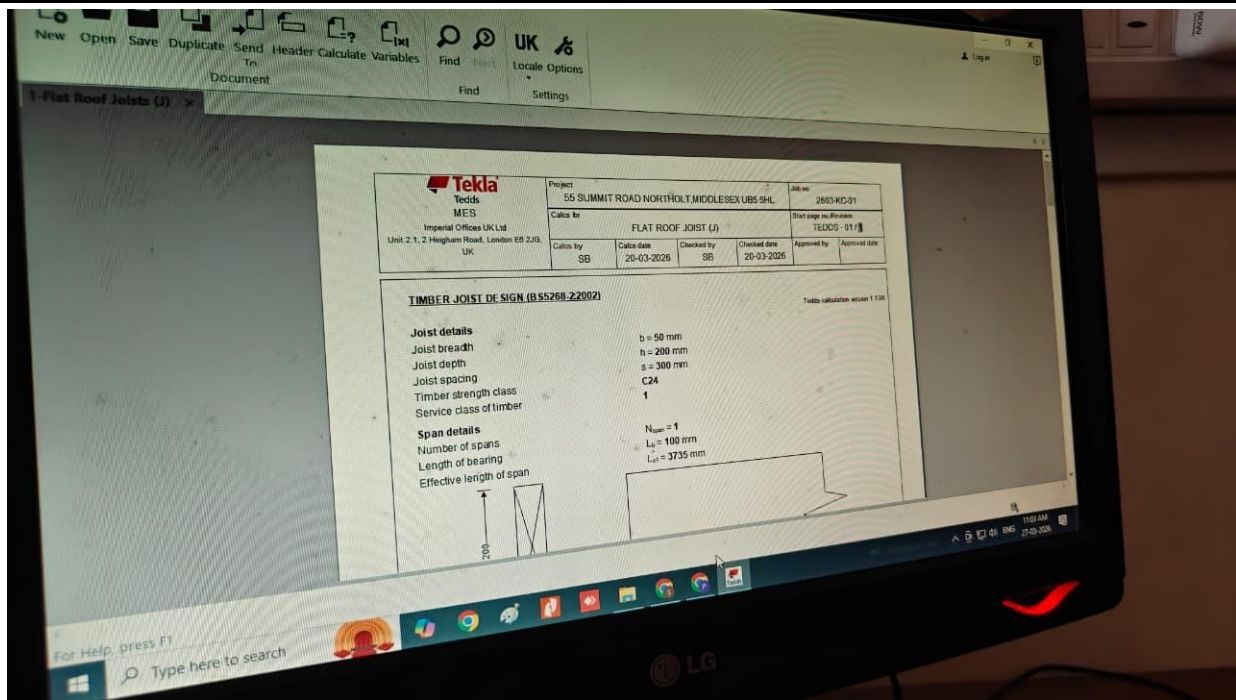 New Open Save Duplicate Send To Header Calculate Variables Find Next UK Locale Options
Document Find Settings
Login
1-Flat Roof Joists (J) ×
Tekla
Tedds
MES
Imperial Offices UK Ltd
Unit 2.1, 2 Heigham Road, London E6 2JG,
UK
Project
55 SUMMIT ROAD NORTHOLT,MIDDLESEX UB5 5HL
Job no
2603-KC-01
Calcs for
FLAT ROOF JOIST (J)
Start page no./Revision
TEDDS - 01 /
Calcs by
SB
Calcs date
20-03-2026
Checked by
SB
Checked date
20-03-2026
Approved by
Approved date
TIMBER JOIST DESIGN (BS5268-2:2002)
Tedds calculation version 1.1.04
Joist details
Joist breadth b = 50 mm
Joist depth h = 200 mm
Joist spacing s = 300 mm
Timber strength class C24
Service class of timber 1
Span details
Number of spans Nspan = 1
Length of bearing Lb = 100 mm
Effective length of span Ls1 = 3735 mm
200
For Help, press F1
Type here to search
ENG
11:03 AM
27-03-2026
LG